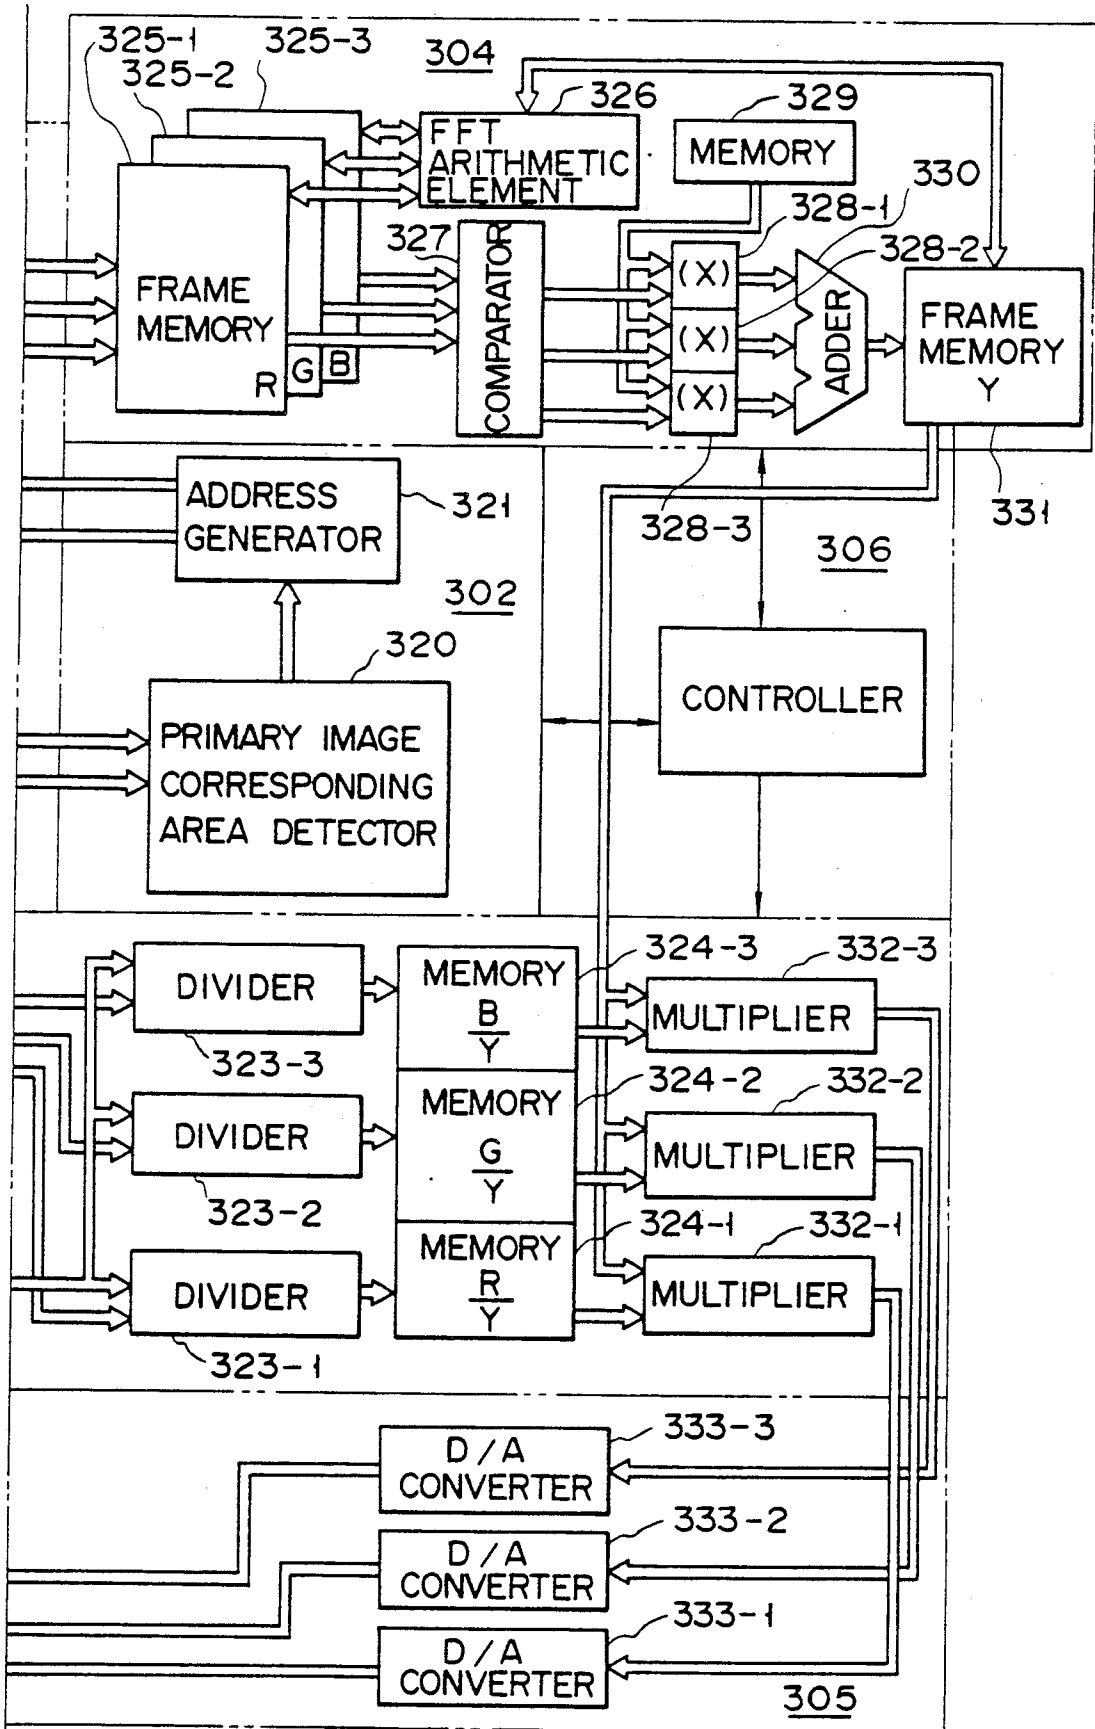 325-1
325-2
325-3
304
326
329
FFT
ARITHMETIC
ELEMENT
MEMORY
330
328-1
328-2
327
FRAME
MEMORY
R
G
B
COMPARATOR
(X)
(X)
(X)
ADDER
FRAME
MEMORY
Y
331
328-3
306
ADDRESS
GENERATOR
321
302
320
PRIMARY IMAGE
CORRESPONDING
AREA DETECTOR
CONTROLLER
DIVIDER
323-3
MEMORY
B
Y
324-3
332-3
MULTIPLIER
DIVIDER
323-2
MEMORY
G
Y
324-2
332-2
MULTIPLIER
DIVIDER
323-1
MEMORY
R
Y
324-1
332-1
MULTIPLIER
D/A
CONVERTER
333-3
D/A
CONVERTER
333-2
D/A
CONVERTER
333-1
305